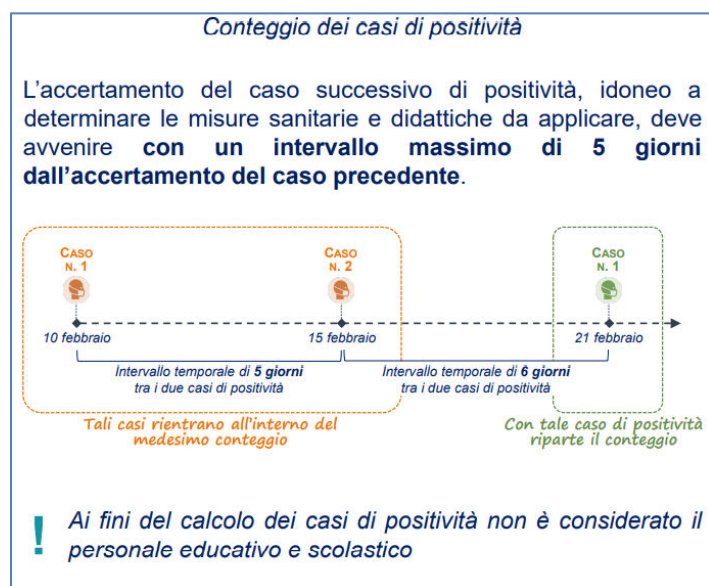 Conteggio dei casi di positività
L'accertamento del caso successivo di positività, idoneo a
determinare le misure sanitarie e didattiche da applicare, deve
avvenire con un intervallo massimo di 5 giorni
dall'accertamento del caso precedente.
CASO
N. 1
CASO
N. 2
CASO
N. 1
10 febbraio
15 febbraio
21 febbraio
Intervallo temporale di 5 giorni
tra i due casi di positività
Intervallo temporale di 6 giorni
tra i due casi di positività
Tali casi rientrano all'interno del
medesimo conteggio
Con tale caso di positività
riparte il conteggio
! Ai fini del calcolo dei casi di positività non è considerato il
personale educativo e scolastico